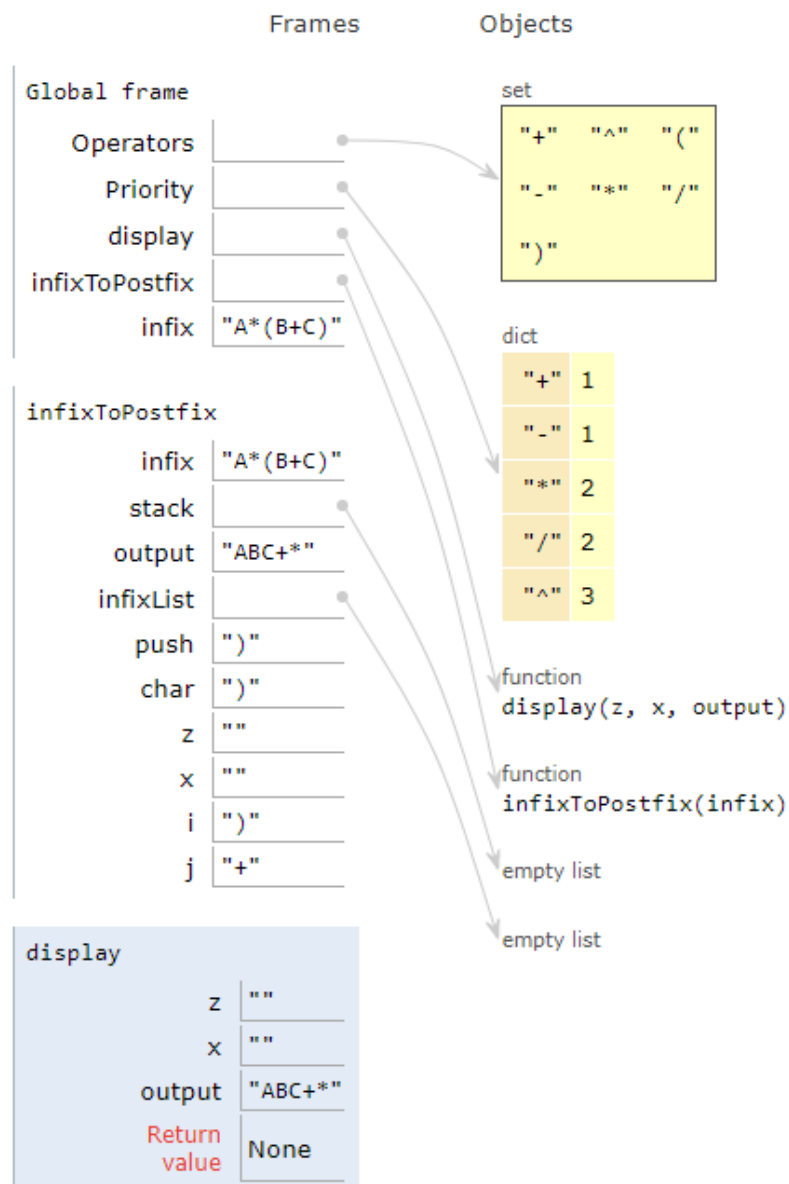 Frames Objects
Global frame
Operators
Priority
display
infixToPostfix
infix "A*(B+C)"
set
"+" "^" "("
"-" "*" "/"
")"
dict
"+" 1
"-" 1
"*" 2
"/" 2
"^" 3
infixToPostfix
infix "A*(B+C)"
stack
output "ABC+*"
infixList
push ")"
char ")"
z ""
x ""
i ")"
j "+"
function
display(z, x, output)
function
infixToPostfix(infix)
empty list
empty list
display
z ""
x ""
output "ABC+*"
Return
value None